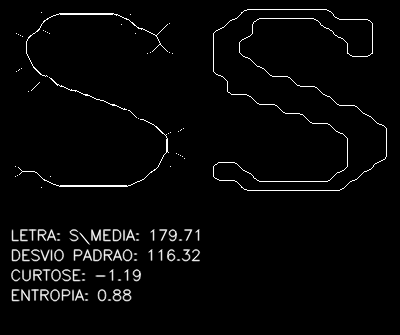 S S
LETRA: S\MEDIA: 179.71
DESVIO PADRAO: 116.32
CURTOSE: -1.19
ENTROPIA: 0.88